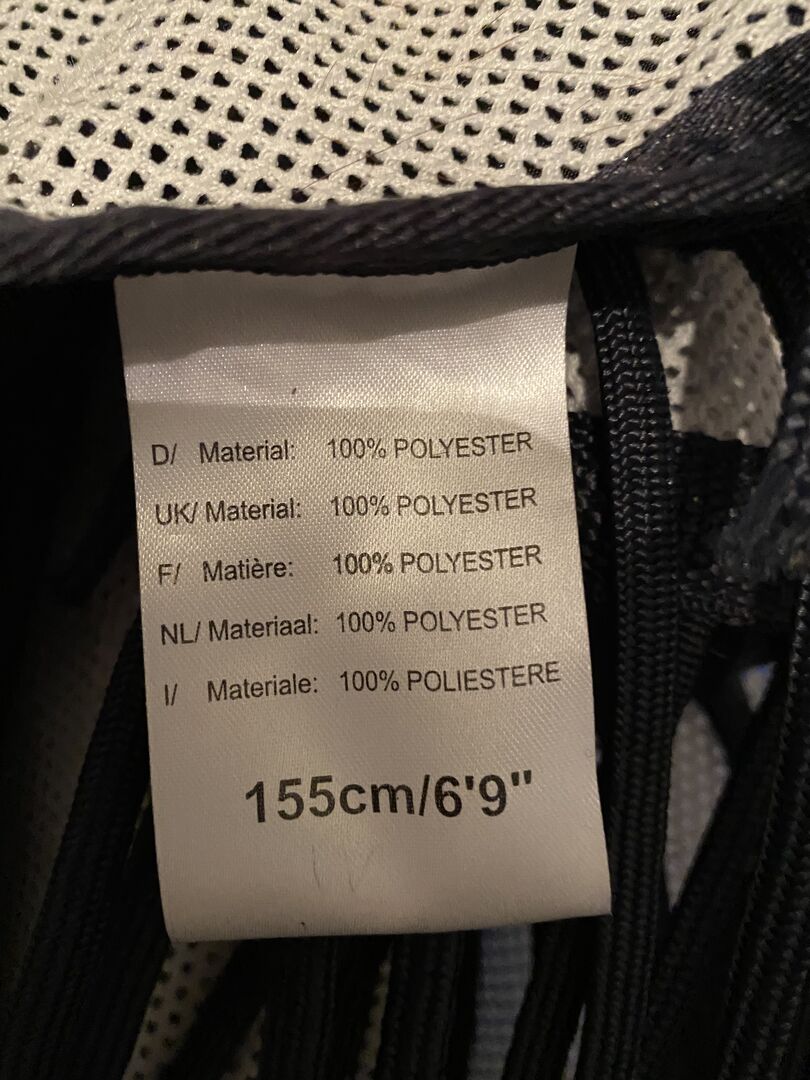 D/ Material: 100% POLYESTER
UK/ Material: 100% POLYESTER
F/ Matière: 100% POLYESTER
NL/ Materiaal: 100% POLYESTER
I/ Materiale: 100% POLIESTERE
155cm/6'9"